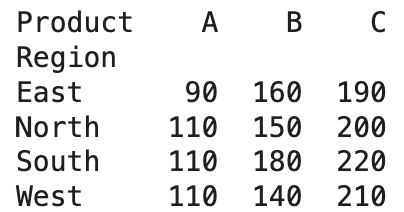 Product A B C
Region
East 90 160 190
North 110 150 200
South 110 180 220
West 110 140 210